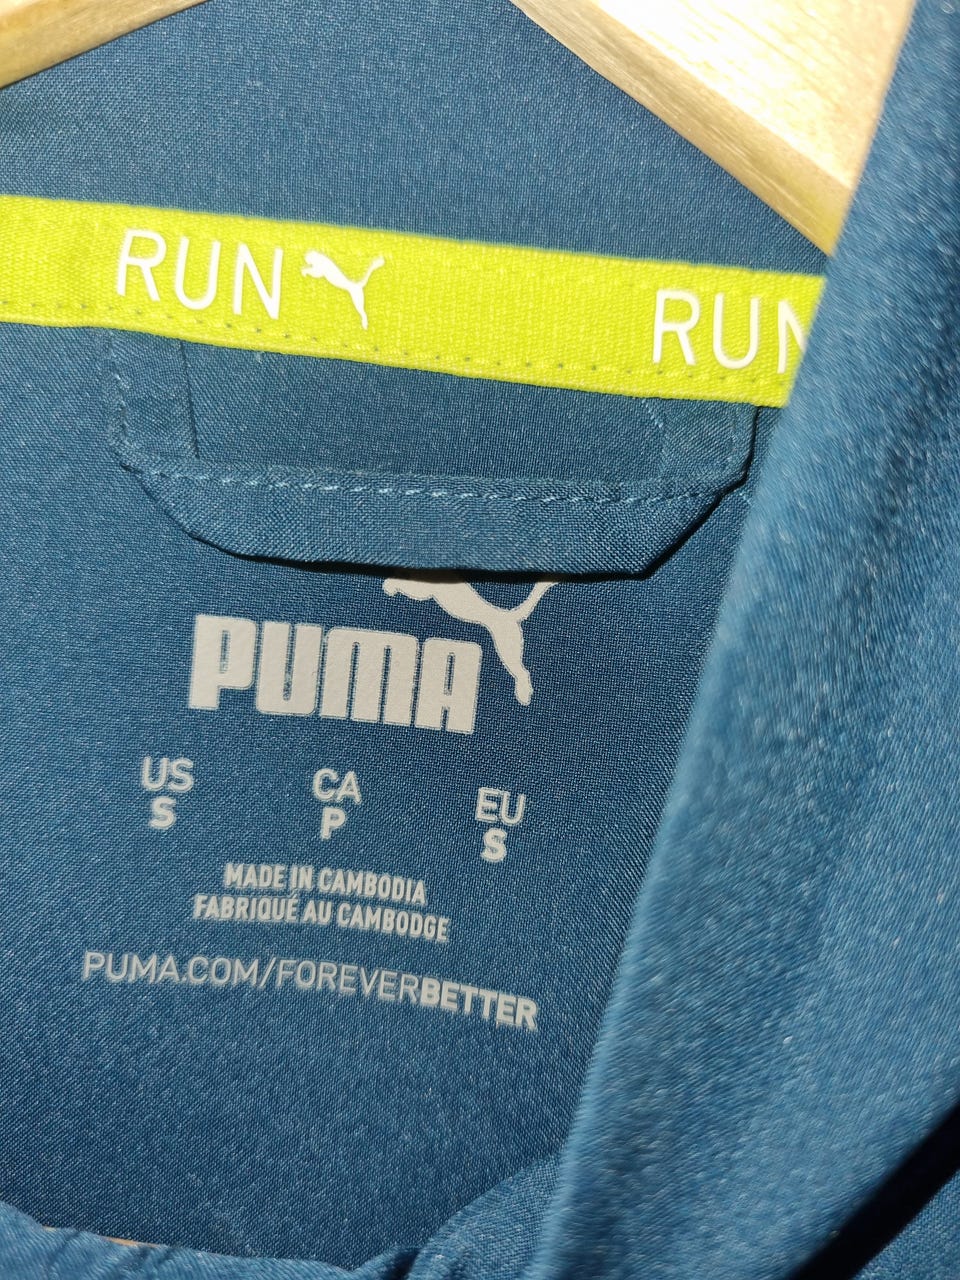 RUN RUN
PUMA
US CA EU
S P S
MADE IN CAMBODIA
FABRIQUÉ AU CAMBODGE
PUMA.COM/FOREVERBETTER